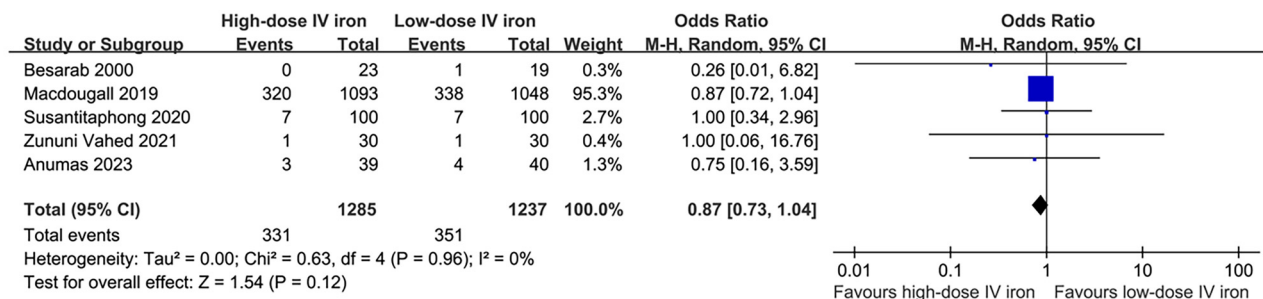 High-dose IV iron Low-dose IV iron Odds Ratio Odds Ratio
Study or Subgroup Events Total Events Total Weight M-H, Random, 95% CI M-H, Random, 95% CI
Besarab 2000 0 23 1 19 0.3% 0.26 [0.01, 6.82]
Macdougall 2019 320 1093 338 1048 95.3% 0.87 [0.72, 1.04]
Susantitaphong 2020 7 100 7 100 2.7% 1.00 [0.34, 2.96]
Zununi Vahed 2021 1 30 1 30 0.4% 1.00 [0.06, 16.76]
Anumas 2023 3 39 4 40 1.3% 0.75 [0.16, 3.59]
Total (95% CI) 1285 1237 100.0% 0.87 [0.73, 1.04]
Total events 331 351
Heterogeneity: Tau² = 0.00; Chi² = 0.63, df = 4 (P = 0.96); I² = 0%
Test for overall effect: Z = 1.54 (P = 0.12)
0.01 0.1 1 10 100
Favours high-dose IV iron Favours low-dose IV iron